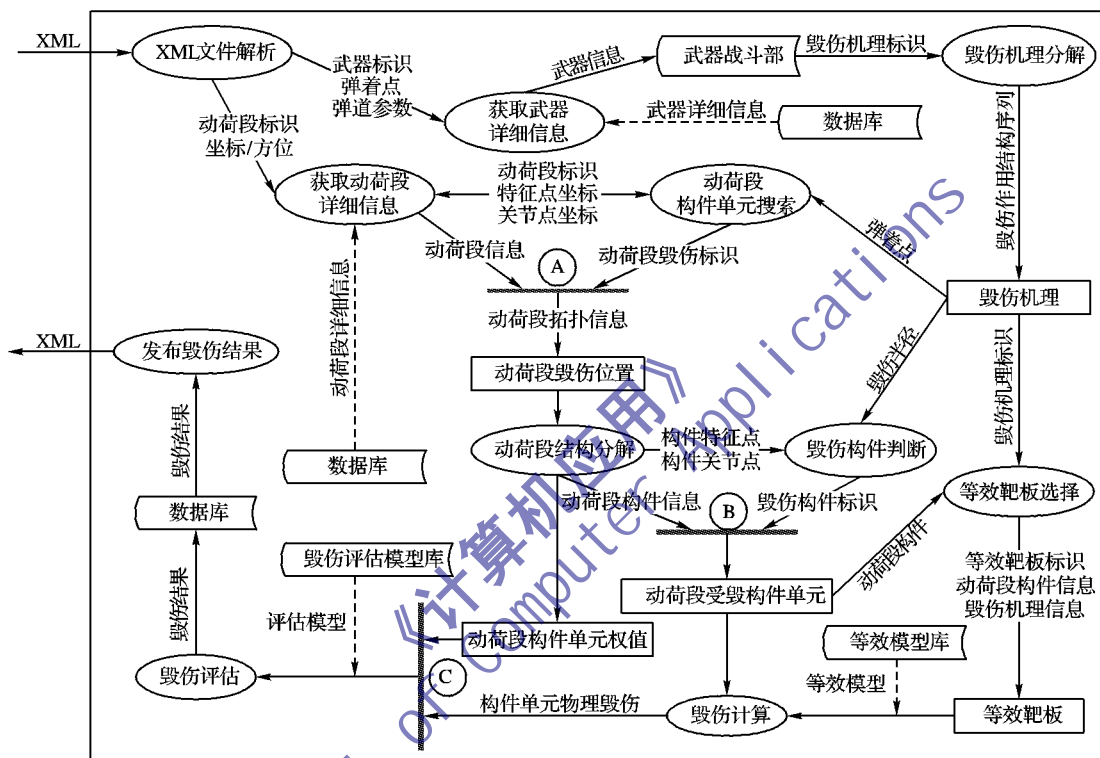 XML
XML文件解析
武器标识
弹着点
弹道参数
武器信息
武器战斗部
毁伤机理标识
毁伤机理分解
获取武器
详细信息
武器详细信息
数据库
动荷段标识
坐标/方位
毁伤作用结构序列
获取动荷段
详细信息
动荷段标识
特征点坐标
关节点坐标
动荷段
构件单元搜索
弹着点
动荷段信息
A
动荷段毁伤标识
动荷段详细信息
毁伤机理
XML
发布毁伤结果
动荷段拓扑信息
动荷段毁伤位置
毁伤半径
毁伤机理标识
毁伤结果
动荷段结构分解
构件特征点
构件关节点
毁伤构件判断
数据库
数据库
动荷段构件信息
B
毁伤构件标识
等效靶板选择
毁伤评估模型库
动荷段构件
等效靶板标识
动荷段构件信息
毁伤机理信息
动荷段受毁构件单元
毁伤结果
评估模型
动荷段构件单元权值
等效模型库
毁伤评估
C
等效模型
构件单元物理毁伤
毁伤计算
等效靶板
《计算机应用》
of Computer Applications